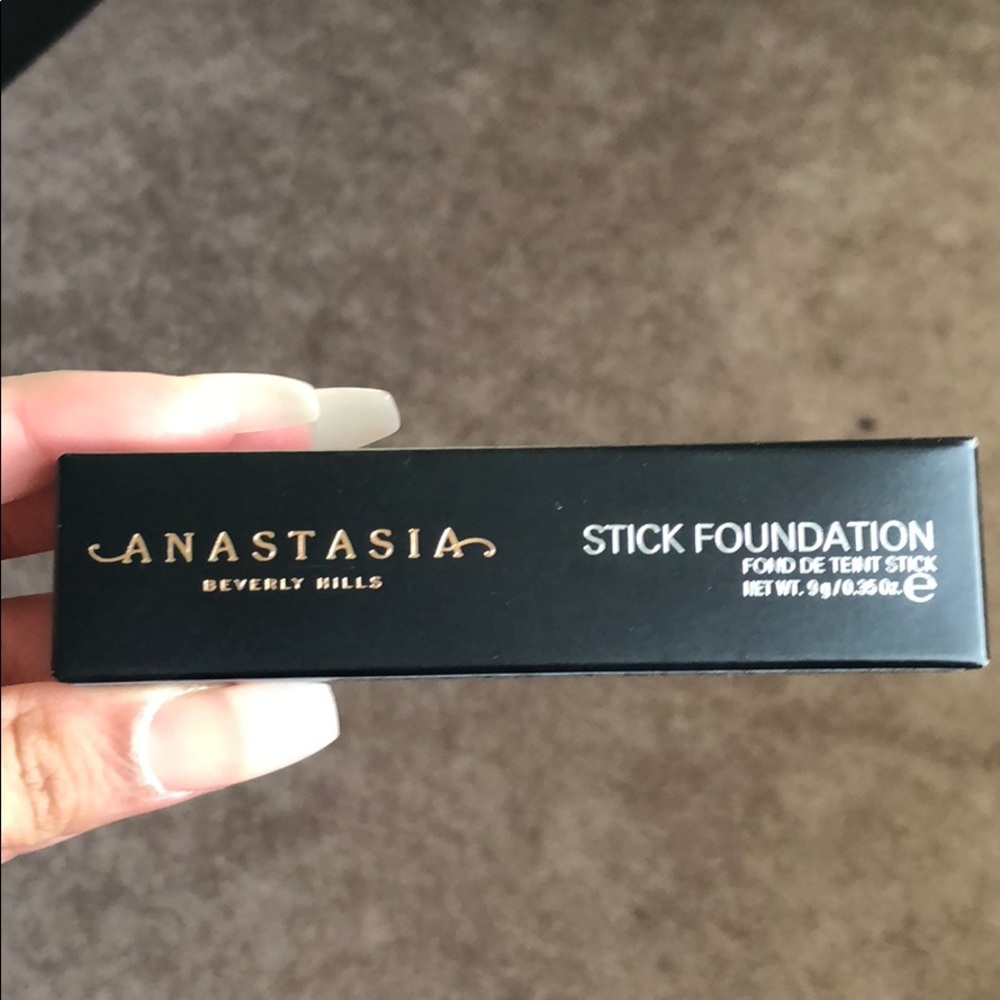 ANASTASIA
BEVERLY HILLS
STICK FOUNDATION
FOND DE TEINT STICK
NET WT. 9 g / 0.35 Oz. e